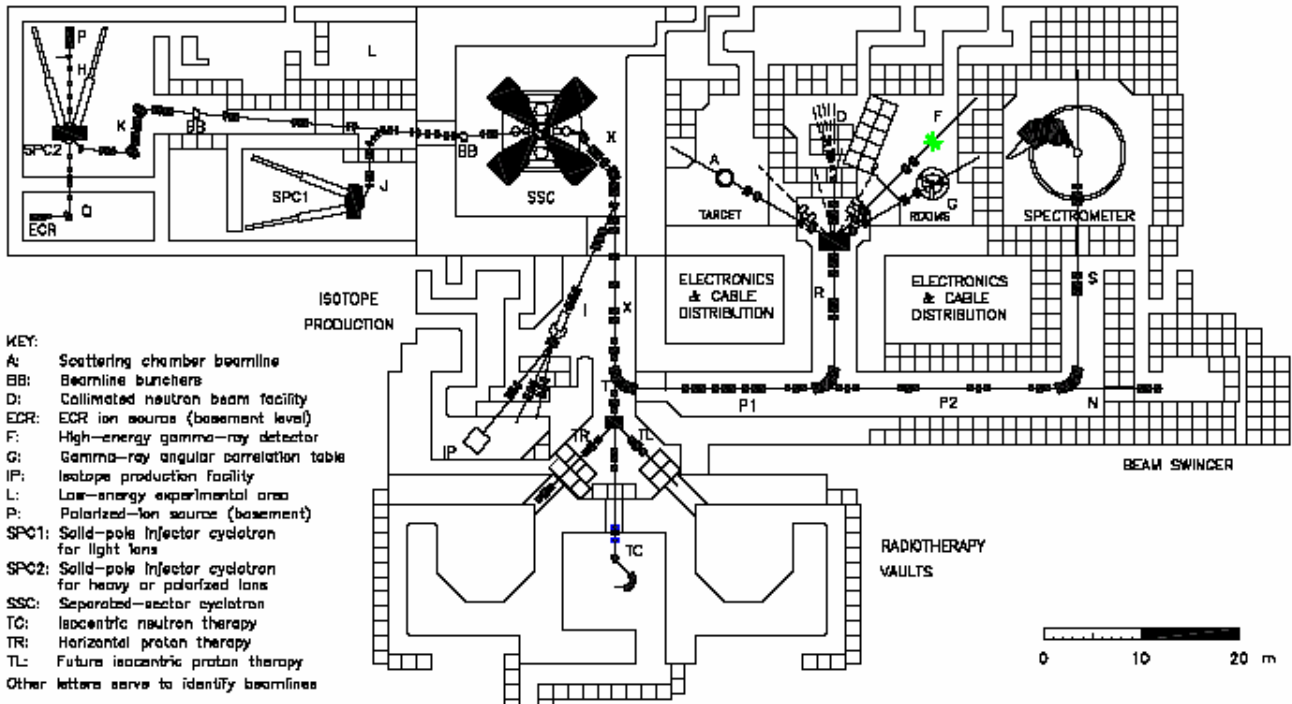 P
H
L
K
BB
R
SPC2
BB
J
Q
SPC1
ECR
SSC
X
D
F
A
TARGET
ROOMS
G
SPECTROMETER
ISOTOPE
PRODUCTION
I
X
ELECTRONICS
& CABLE
DISTRIBUTION
R
ELECTRONICS
& CABLE
DISTRIBUTION
S
T
P1
P2
N
IP
TR
TL
BEAM SWINGER
TC
RADIOTHERAPY
VAULTS
KEY:
A: Scattering chamber beamline
BB: Beamline bunchers
D: Collimated neutron beam facility
ECR: ECR ion source (basement level)
F: High-energy gamma-ray detector
G: Gamma-ray angular correlation table
IP: Isotope production facility
L: Low-energy experimental area
P: Polarized-ion source (basement)
SPC1: Solid-pole injector cyclotron
for light ions
SPC2: Solid-pole injector cyclotron
for heavy or polarized ions
SSC: Separated-sector cyclotron
TC: Isocentric neutron therapy
TR: Horizontal proton therapy
TL: Future isocentric proton therapy
Other letters serve to identify beamlines
0 10 20 m